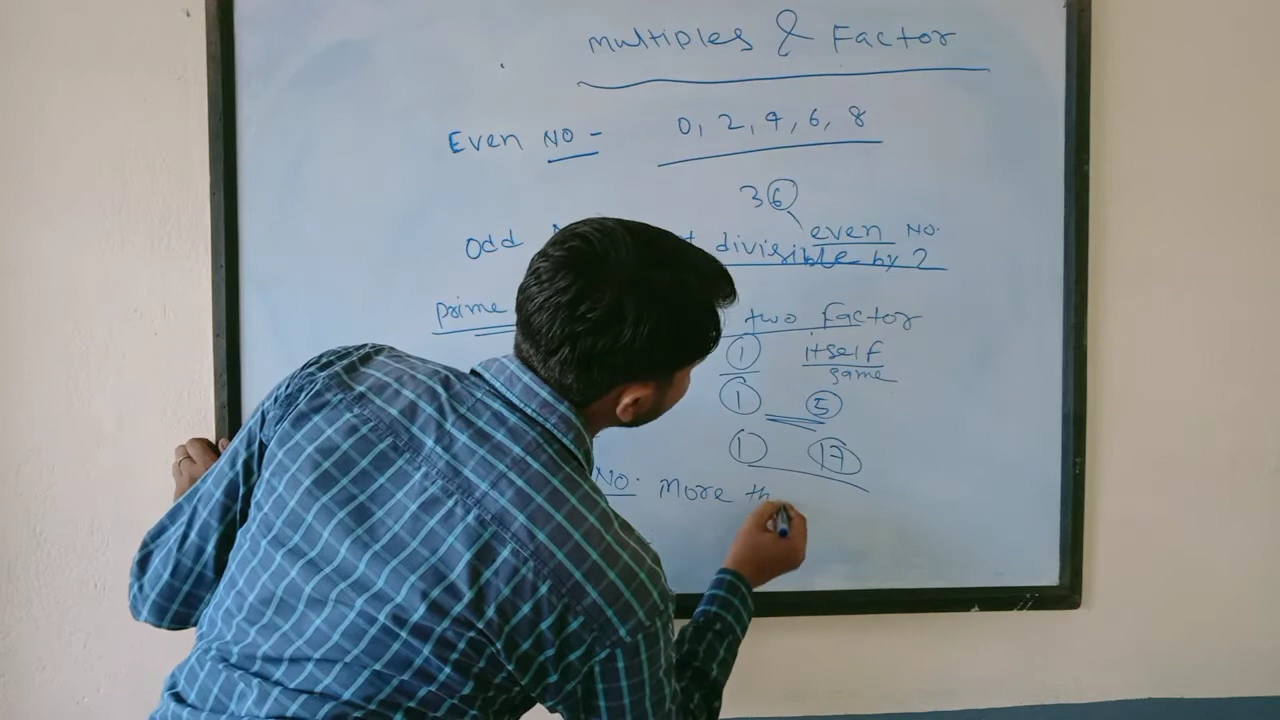 multiples & Factor
Even NO - 0, 2, 4, 6, 8
36
even NO.
odd divisible by 2
prime two factor
1 itself
same
1 5
1 17
NO. More th